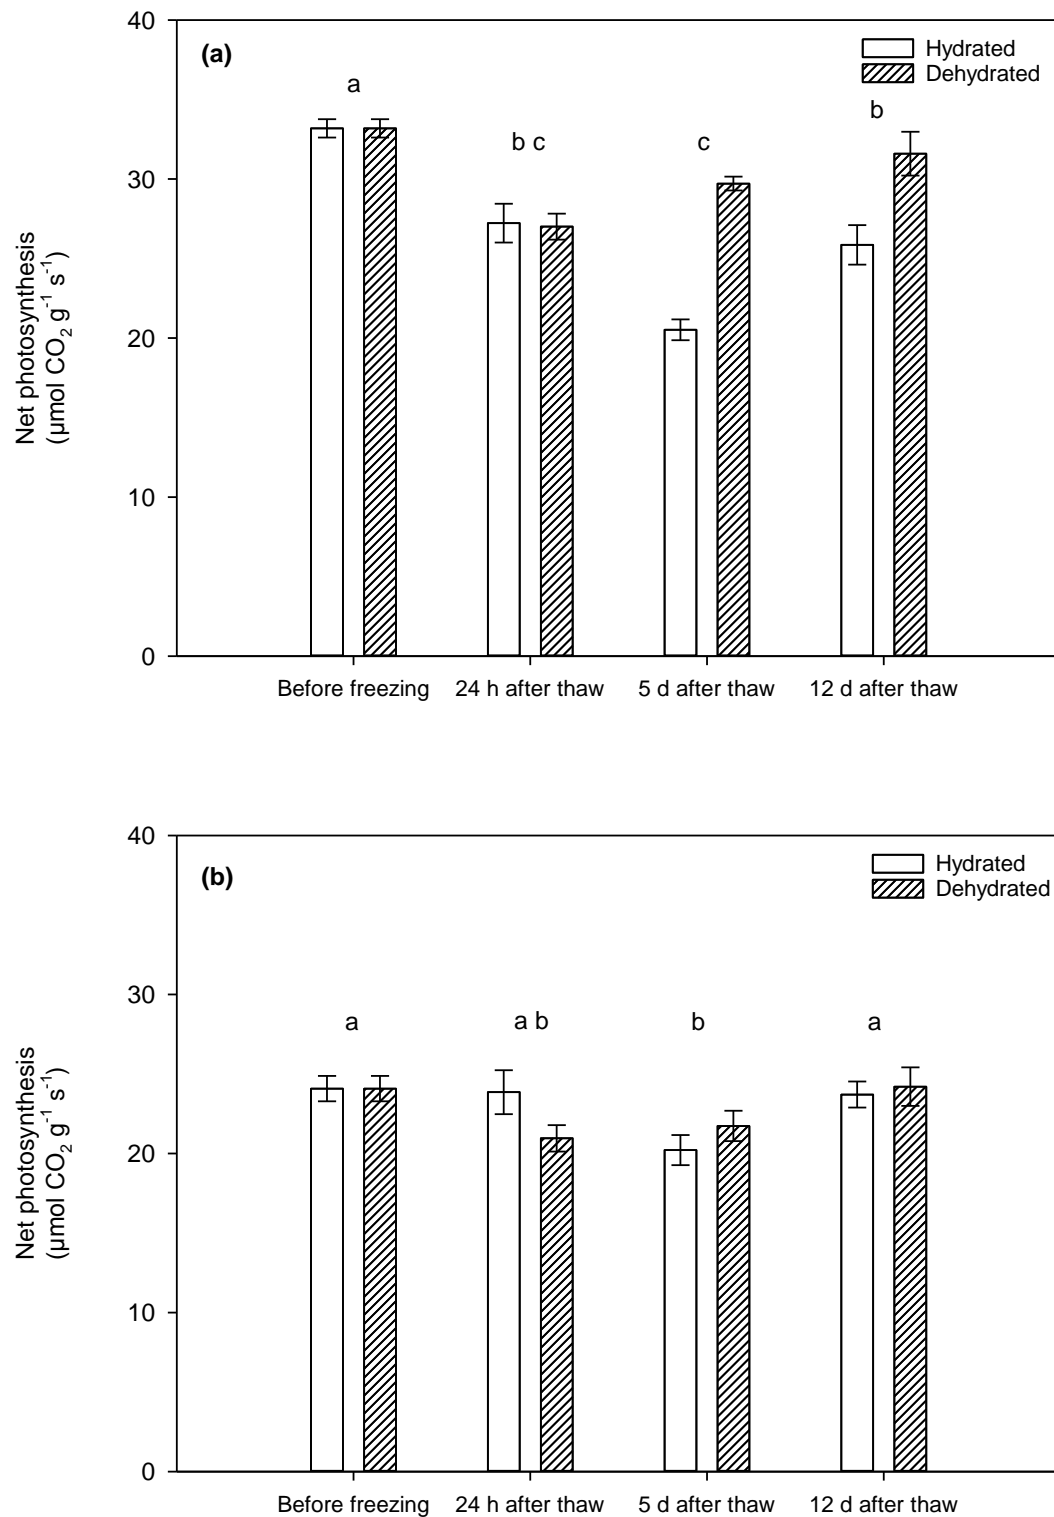 40
(a)
Hydrated
Dehydrated
a
b
b c
c
30
Net photosynthesis
(µmol CO₂ g⁻¹ s⁻¹)
20
10
0
Before freezing 24 h after thaw 5 d after thaw 12 d after thaw
40
(b)
Hydrated
Dehydrated
30
a
a b
b
a
Net photosynthesis
(µmol CO₂ g⁻¹ s⁻¹)
20
10
0
Before freezing 24 h after thaw 5 d after thaw 12 d after thaw